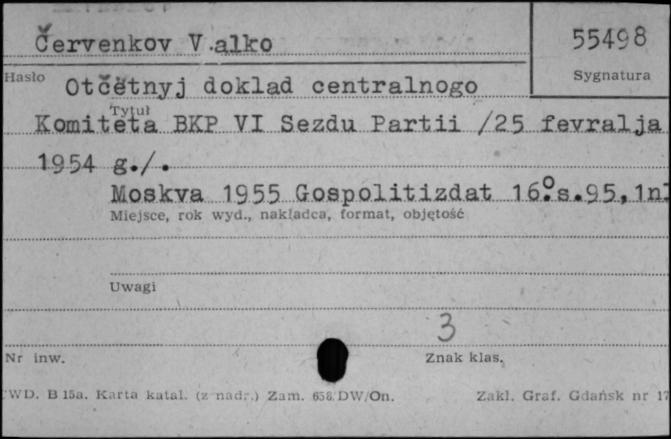 Červenkov V.alko
55498
Hasło
Sygnatura
Otčëtnyj doklad centralnogo
Tytuł
Komiteta BKP VI Sezdu Partii /25 fevralja
1954 g./.
Moskva 1955 Gospolitizdat 16º.s.95,1n
Miejsce, rok wyd., nakładca, format, objętość
Uwagi
3
Nr inw.
Znak klas.
WD. B 15a. Karta katal. (z nadr.) Zam. 658/DW/On.
Zakł. Graf. Gdańsk nr 17